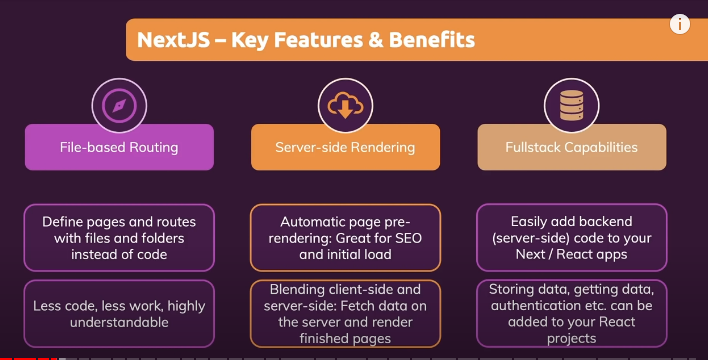 NextJS – Key Features & Benefits
File-based Routing
Server-side Rendering
Fullstack Capabilities
Define pages and routes
with files and folders
instead of code
Automatic page pre-
rendering: Great for SEO
and initial load
Easily add backend
(server-side) code to your
Next / React apps
Less code, less work, highly
understandable
Blending client-side and
server-side: Fetch data on
the server and render
finished pages
Storing data, getting data,
authentication etc. can be
added to your React
projects